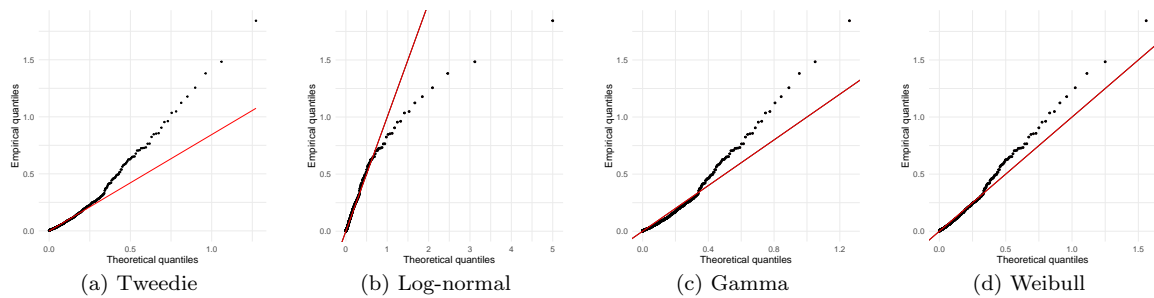 Empirical quantiles
1.5
1.0
0.5
0.0
0.0 0.5 1.0
Theoretical quantiles
(a) Tweedie
Empirical quantiles
1.5
1.0
0.5
0.0
0 1 2 3 4 5
Theoretical quantiles
(b) Log-normal
Empirical quantiles
1.5
1.0
0.5
0.0
0.0 0.4 0.8 1.2
Theoretical quantiles
(c) Gamma
Empirical quantiles
1.5
1.0
0.5
0.0
0.0 0.5 1.0 1.5
Theoretical quantiles
(d) Weibull